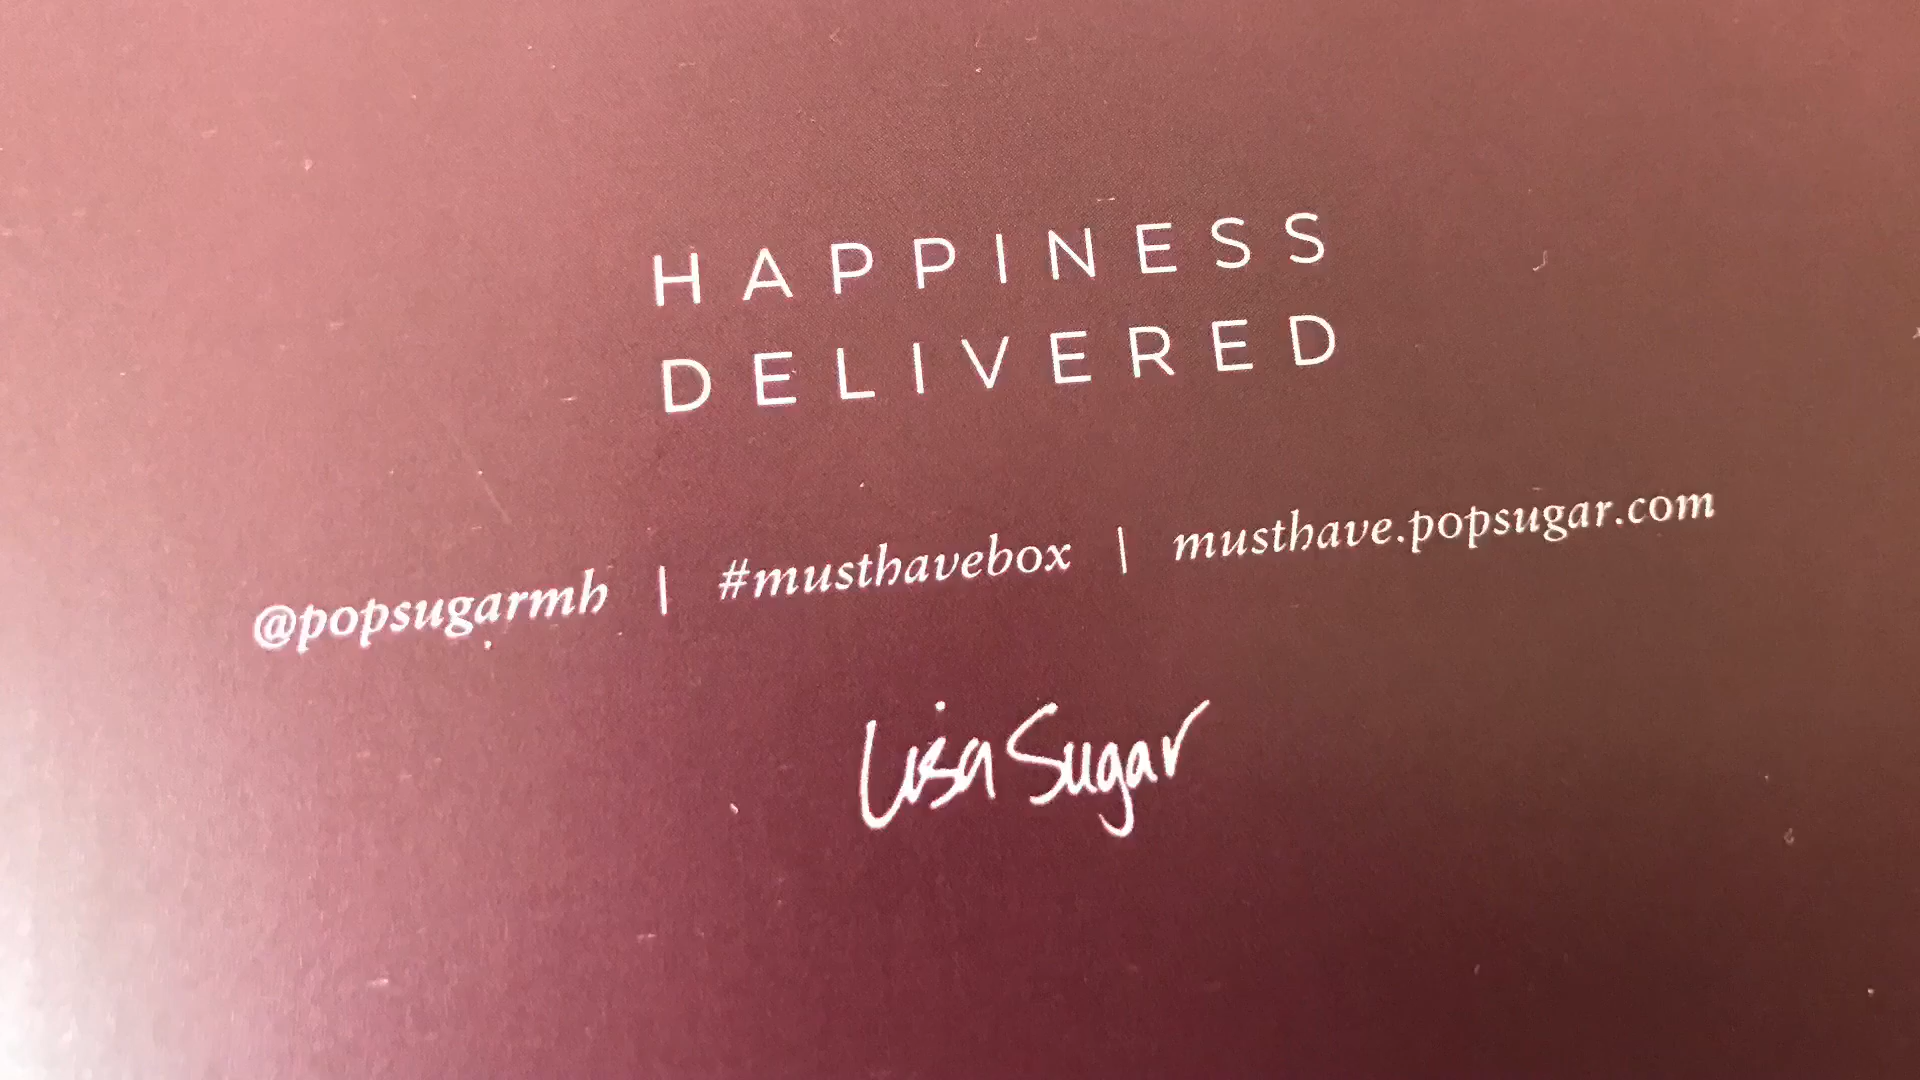 HAPPINESS
DELIVERED
@popsugarmh | #musthavebox | musthave.popsugar.com
Lisa Sugar